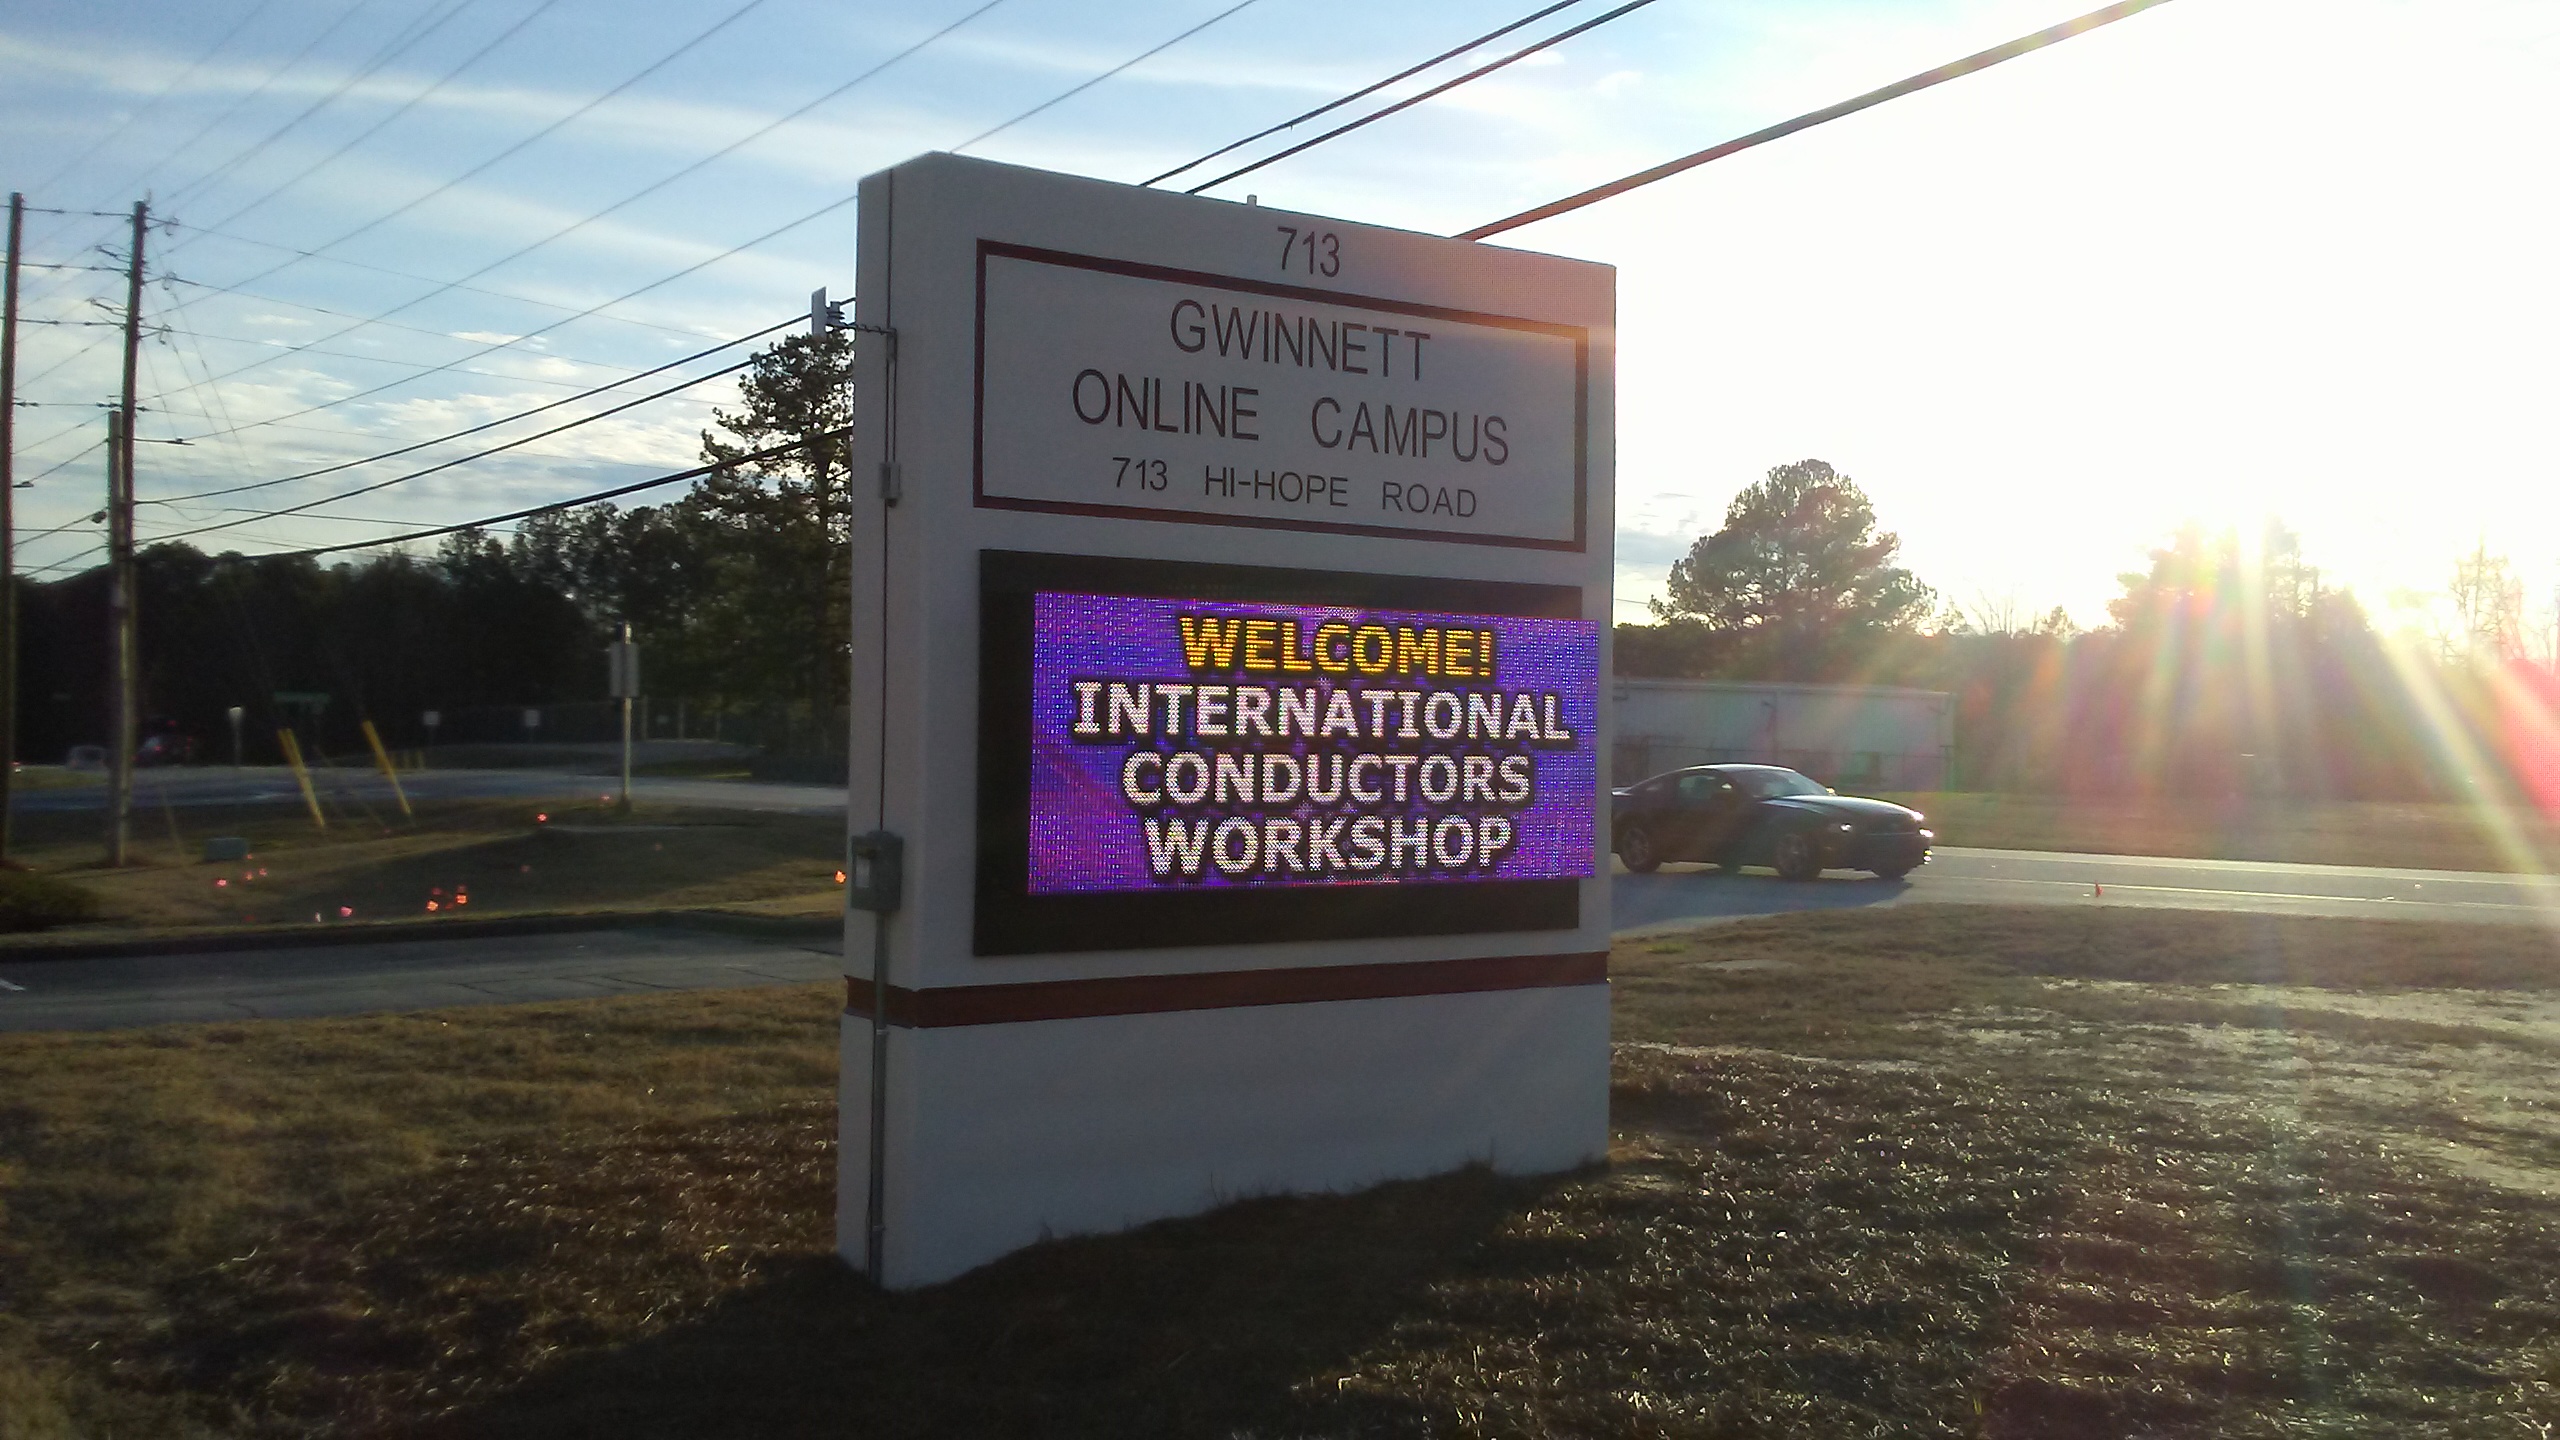 713
GWINNETT
ONLINE CAMPUS
713 HI-HOPE ROAD
WELCOME!
INTERNATIONAL
CONDUCTORS
WORKSHOP